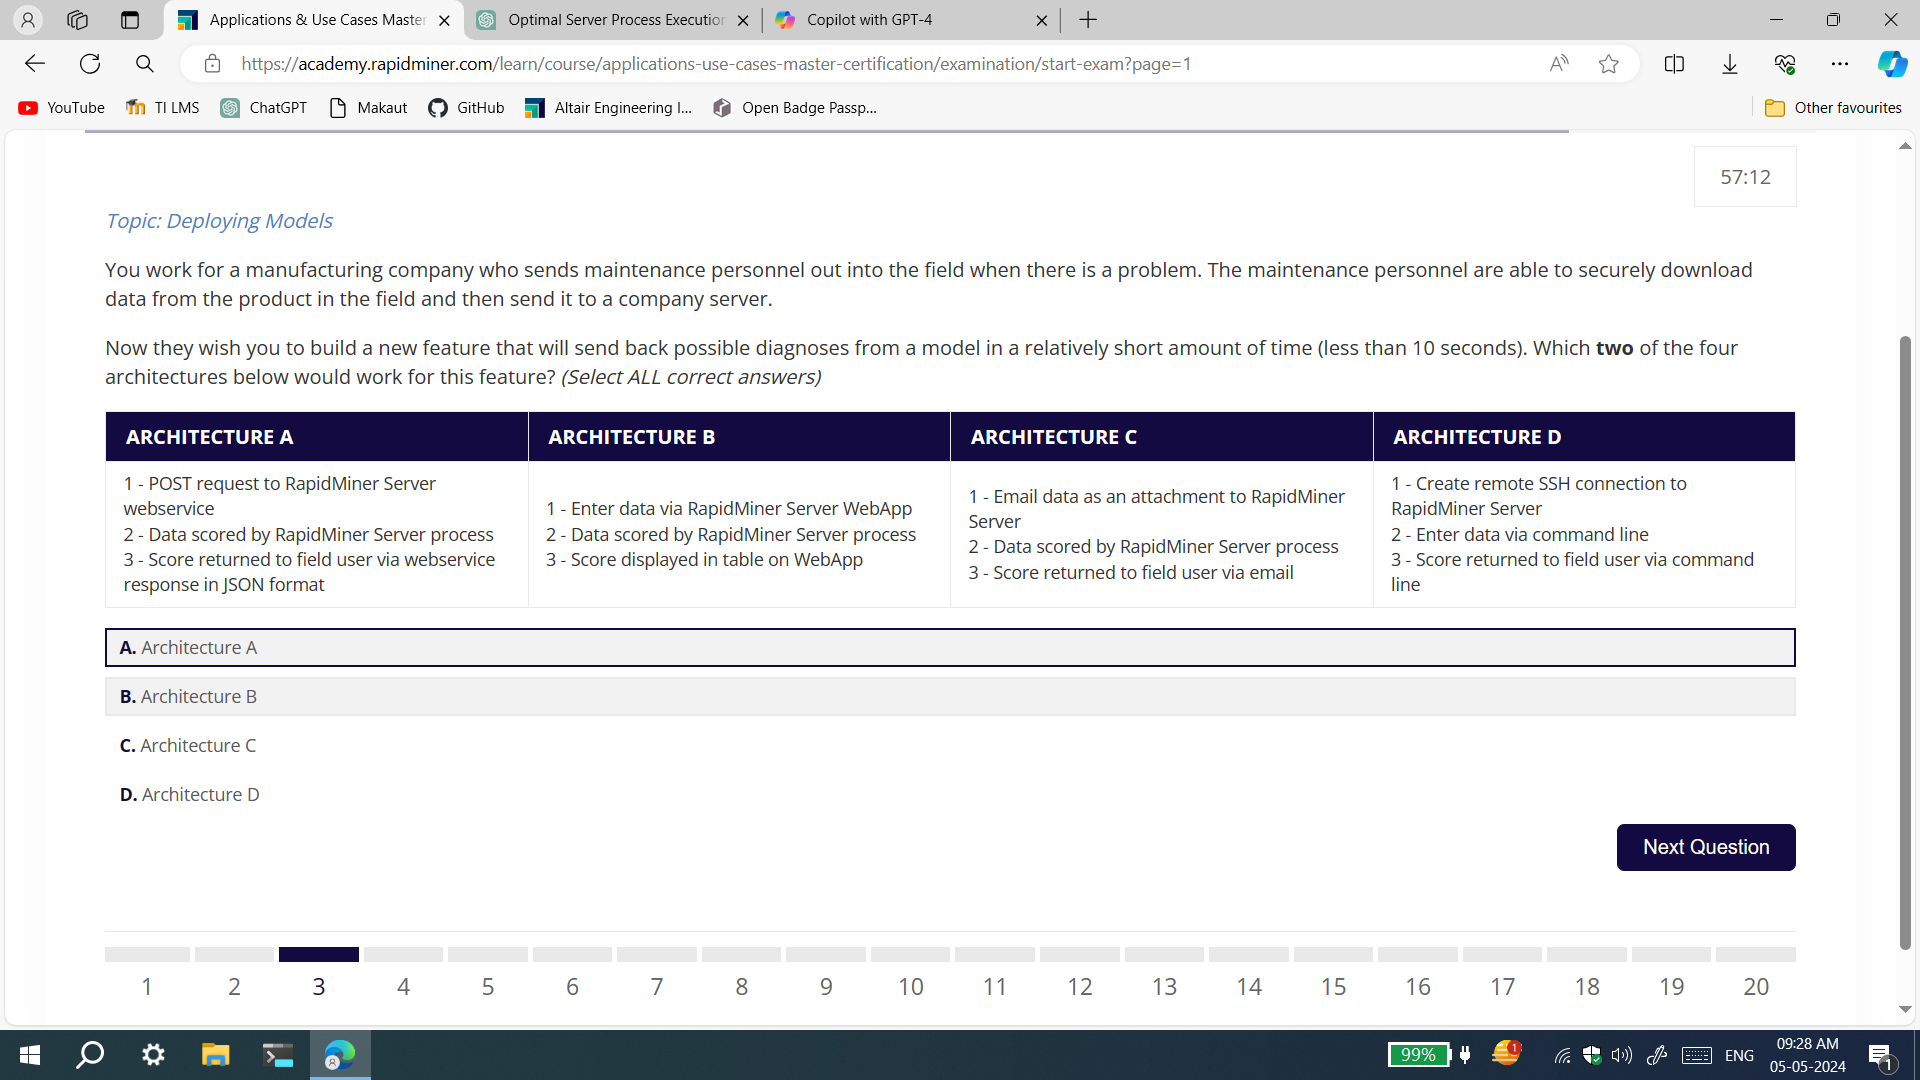 Applications & Use Cases Master
Optimal Server Process Execution
Copilot with GPT-4
https://academy.rapidminer.com/learn/course/applications-use-cases-master-certification/examination/start-exam?page=1
YouTube
TI LMS
ChatGPT
Makaut
GitHub
Altair Engineering I...
Open Badge Passp...
Other favourites
57:12
Topic: Deploying Models
You work for a manufacturing company who sends maintenance personnel out into the field when there is a problem. The maintenance personnel are able to securely download
data from the product in the field and then send it to a company server.
Now they wish you to build a new feature that will send back possible diagnoses from a model in a relatively short amount of time (less than 10 seconds). Which two of the four
architectures below would work for this feature? (Select ALL correct answers)
ARCHITECTURE A
1 - POST request to RapidMiner Server
webservice
2 - Data scored by RapidMiner Server process
3 - Score returned to field user via webservice
response in JSON format
ARCHITECTURE B
1 - Enter data via RapidMiner Server WebApp
2 - Data scored by RapidMiner Server process
3 - Score displayed in table on WebApp
ARCHITECTURE C
1 - Email data as an attachment to RapidMiner
Server
2 - Data scored by RapidMiner Server process
3 - Score returned to field user via email
ARCHITECTURE D
1 - Create remote SSH connection to
RapidMiner Server
2 - Enter data via command line
3 - Score returned to field user via command
line
A. Architecture A
B. Architecture B
C. Architecture C
D. Architecture D
Next Question
1 2 3 4 5 6 7 8 9 10 11 12 13 14 15 16 17 18 19 20
99%
1
ENG
09:28 AM
05-05-2024
1